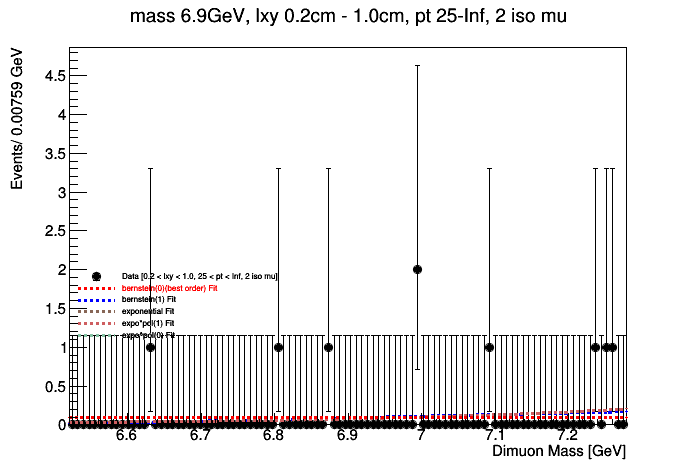 mass 6.9GeV, lxy 0.2cm - 1.0cm, pt 25-Inf, 2 iso mu
Events/ 0.00759 GeV
4.5
4
3.5
3
2.5
2
1.5
1
0.5
0
Data [0.2 < lxy < 1.0, 25 < pt < Inf, 2 iso mu]
bernstein(0)(best order) Fit
bernstein(1) Fit
exponential Fit
expo*pol(1) Fit
expo*pol(0) Fit
6.6 6.7 6.8 6.9 7 7.1 7.2
Dimuon Mass [GeV]